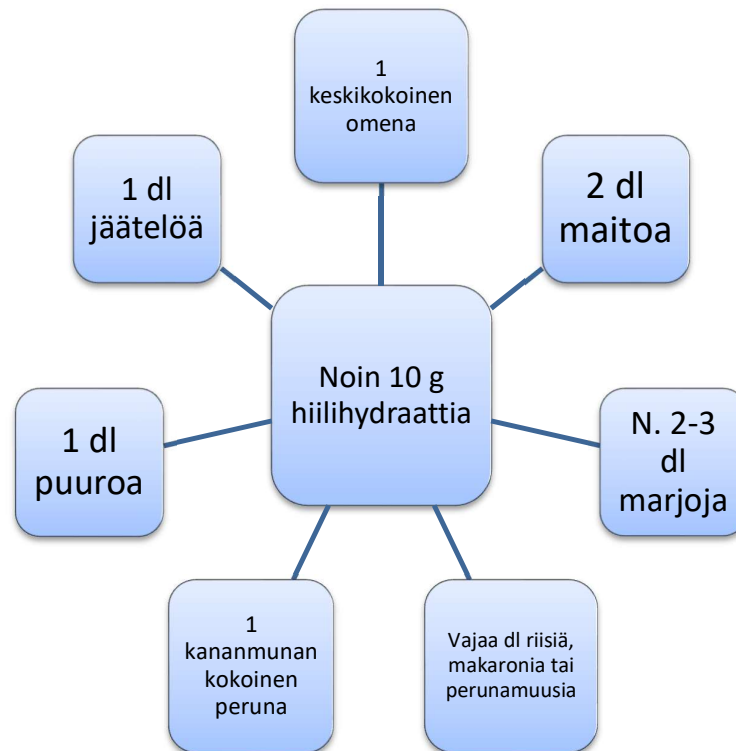 1
keskikokoinen
omena
1 dl
jäätelöä
2 dl
maitoa
Noin 10 g
hiilihydraattia
1 dl
puuroa
N. 2-3
dl
marjoja
1
kananmunan
kokoinen
peruna
Vajaa dl riisiä,
makaronia tai
perunamuusia